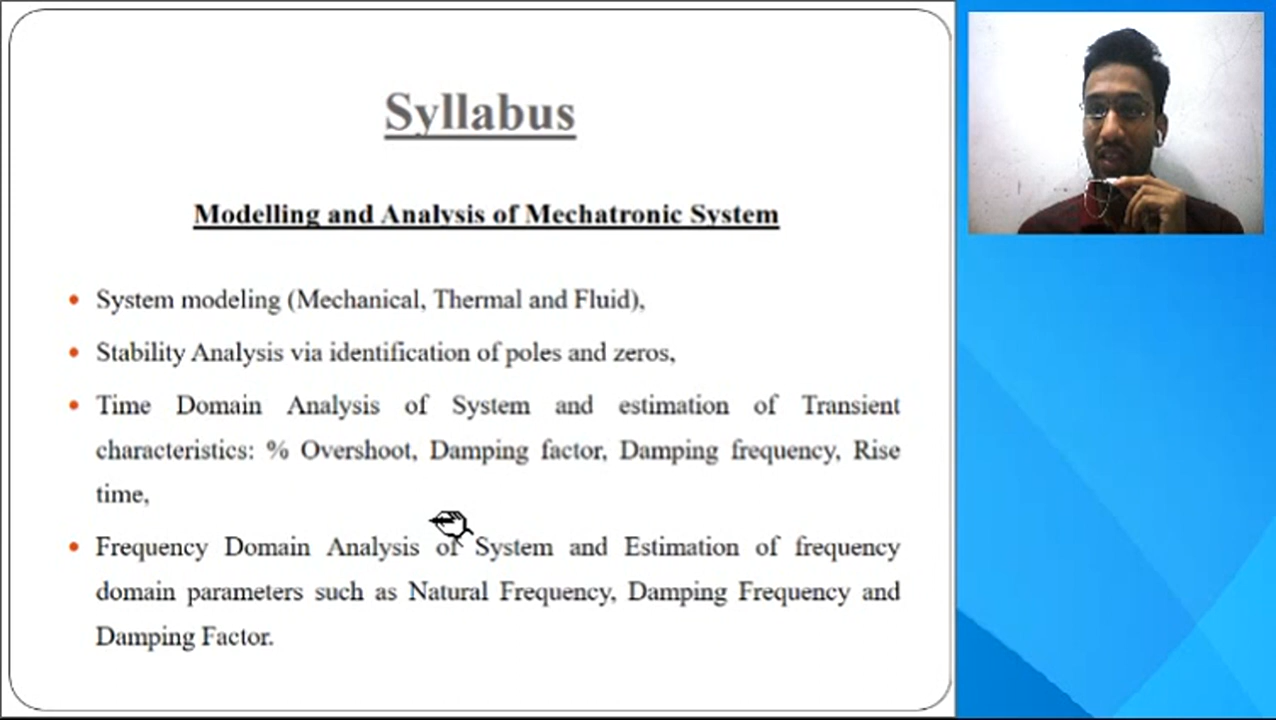 Syllabus
Modelling and Analysis of Mechatronic System
• System modeling (Mechanical, Thermal and Fluid),
• Stability Analysis via identification of poles and zeros,
• Time Domain Analysis of System and estimation of Transient
characteristics: % Overshoot, Damping factor, Damping frequency, Rise
time,
• Frequency Domain Analysis of System and Estimation of frequency
domain parameters such as Natural Frequency, Damping Frequency and
Damping Factor.